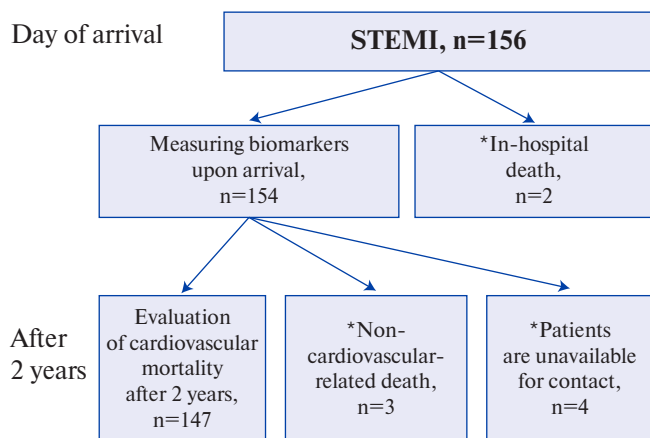 Day of arrival
STEMI, n=156
Measuring biomarkers
upon arrival,
n=154
*In-hospital
death,
n=2
After
2 years
Evaluation
of cardiovascular
mortality
after 2 years,
n=147
*Non-
cardiovascular-
related death,
n=3
*Patients
are unavailable
for contact,
n=4